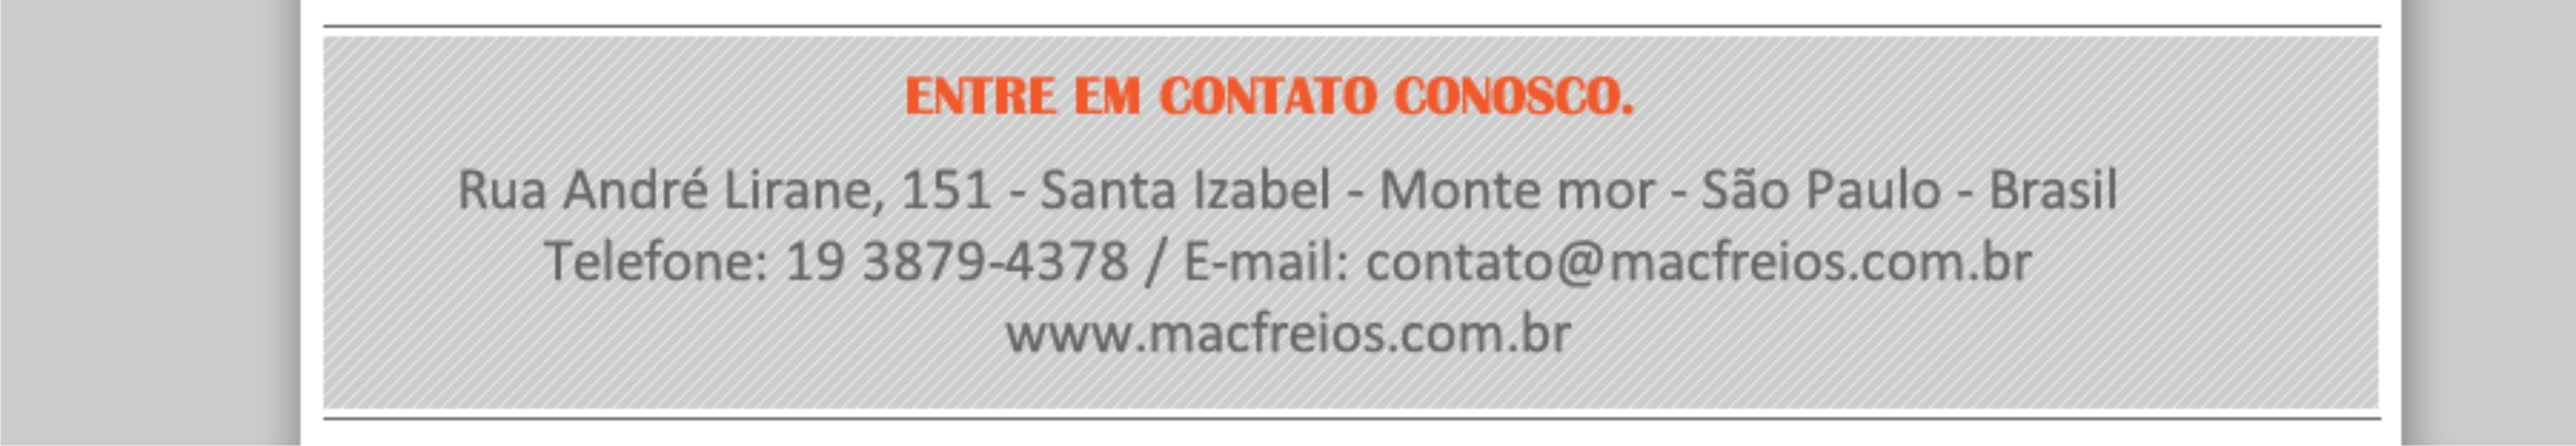 ENTRE EM CONTATO CONOSCO.
Rua André Lirane, 151 - Santa Izabel - Monte mor - São Paulo - Brasil
Telefone: 19 3879-4378 / E-mail: contato@macfreios.com.br
www.macfreios.com.br